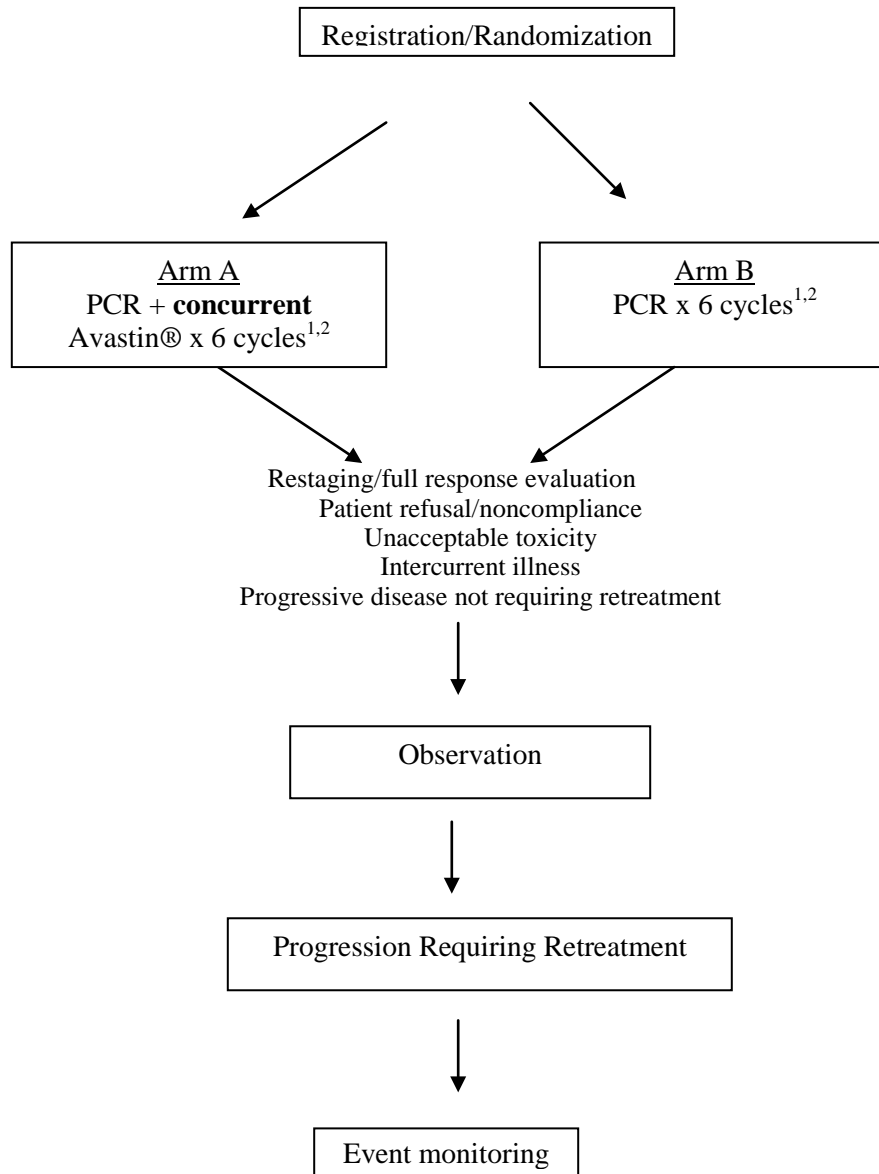 Registration/Randomization
Arm A
PCR + concurrent
Avastin® x 6 cycles1,2
Arm B
PCR x 6 cycles1,2
Restaging/full response evaluation
Patient refusal/noncompliance
Unacceptable toxicity
Intercurrent illness
Progressive disease not requiring retreatment
Observation
Progression Requiring Retreatment
Event monitoring